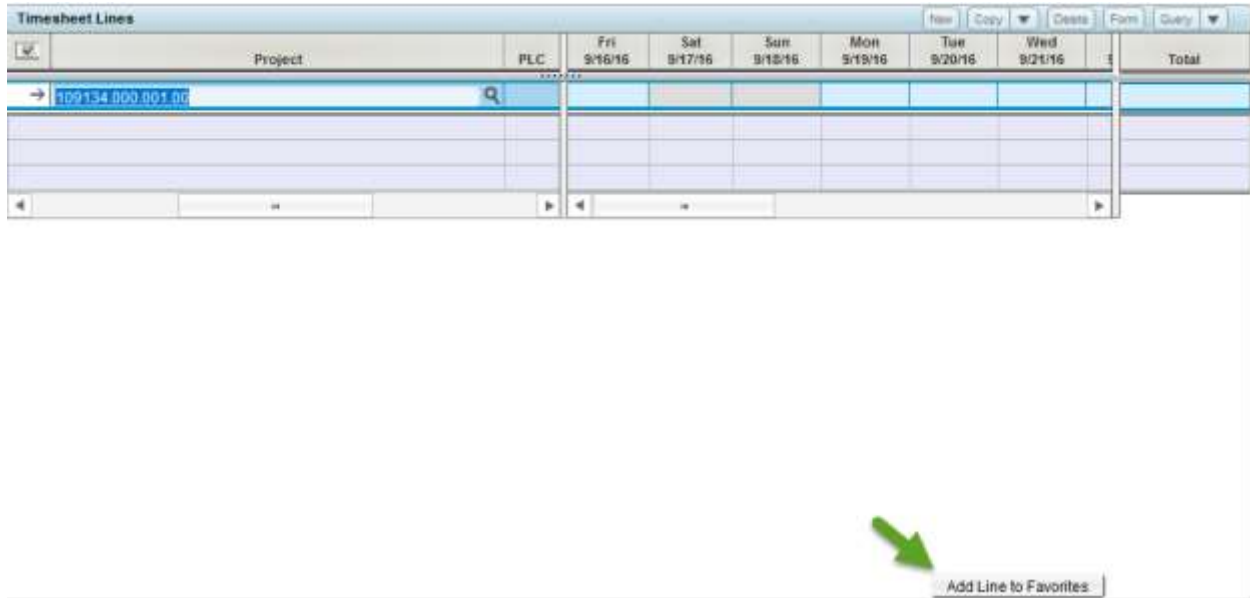 Timesheet Lines New Copy Delete Form Query
Project PLC Fri 9/16/16 Sat 9/17/16 Sun 9/18/16 Mon 9/19/16 Tue 9/20/16 Wed 9/21/16 Total
109134.000.001.00
Add Line to Favorites